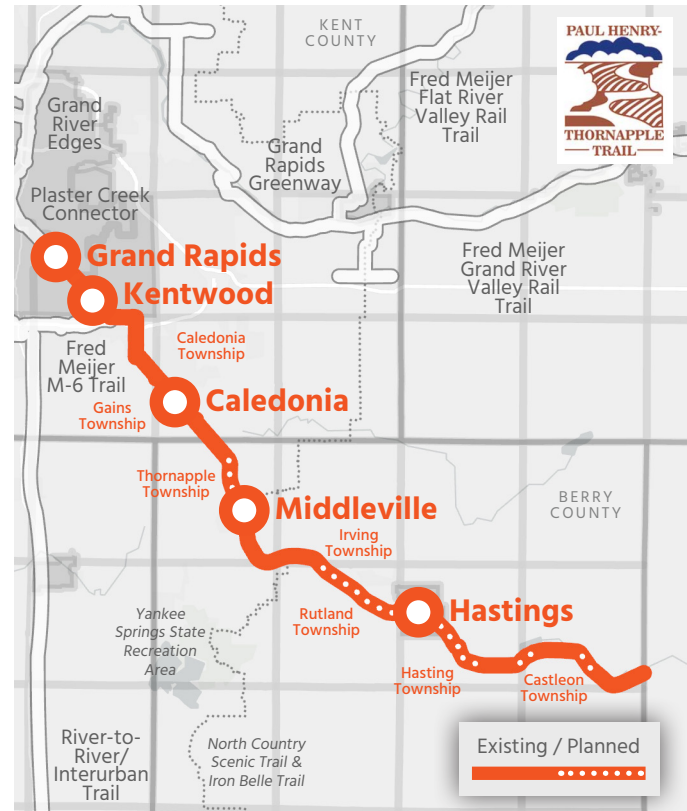 KENT
COUNTY
PAUL HENRY-
THORNAPPLE
TRAIL
Grand
River
Edges
Fred Meijer
Flat River
Valley Rail
Trail
Grand
Rapids
Greenway
Plaster Creek
Connector
Grand Rapids
Fred Meijer
Grand River
Valley Rail
Trail
Kentwood
Caledonia
Township
Fred
Meijer
M-6 Trail
Caledonia
Gains
Township
Thornapple
Township
BERRY
COUNTY
Middleville
Irving
Township
Hastings
Yankee
Springs State
Recreation
Area
Rutland
Township
Hasting
Township
Castleon
Township
River-to-
River/
Interurban
Trail
North Country
Scenic Trail &
Iron Belle Trail
Existing / Planned